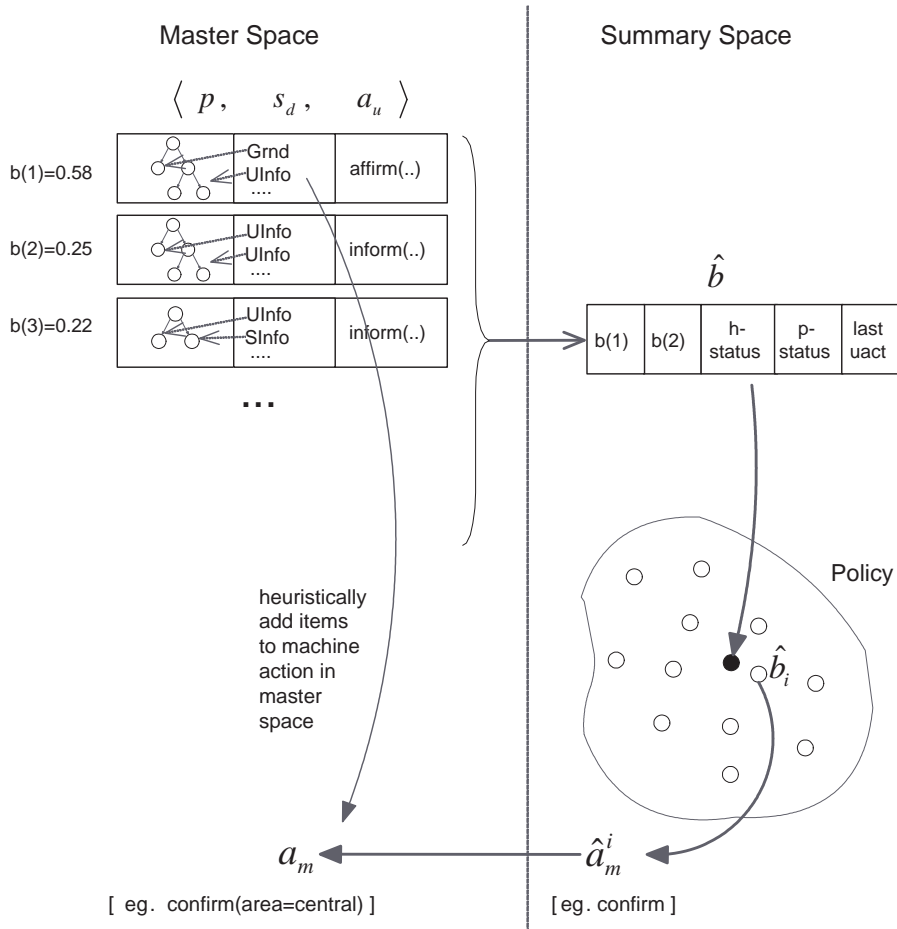 Master Space
Summary Space
⟨ p , s_d , a_u ⟩
b(1)=0.58
Grnd
UInfo
....
affirm(..)
b(2)=0.25
UInfo
UInfo
....
inform(..)
b(3)=0.22
UInfo
SInfo
....
inform(..)
...
b̂
b(1)
b(2)
h-
status
p-
status
last
uact
Policy
b̂_i
heuristically
add items
to machine
action in
master
space
a_m
â_m^i
[ eg. confirm(area=central) ]
[ eg. confirm ]